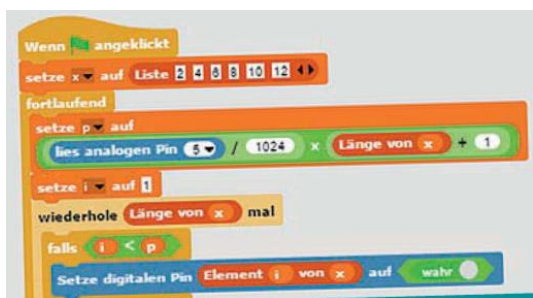 Wenn angeklickt
setze x auf Liste 2 4 6 8 10 12
fortlaufend
setze p auf
lies analogen Pin 5 / 1024 x Länge von x + 1
setze i auf 1
wiederhole Länge von x mal
falls i < p
Setze digitalen Pin Element i von x auf wahr